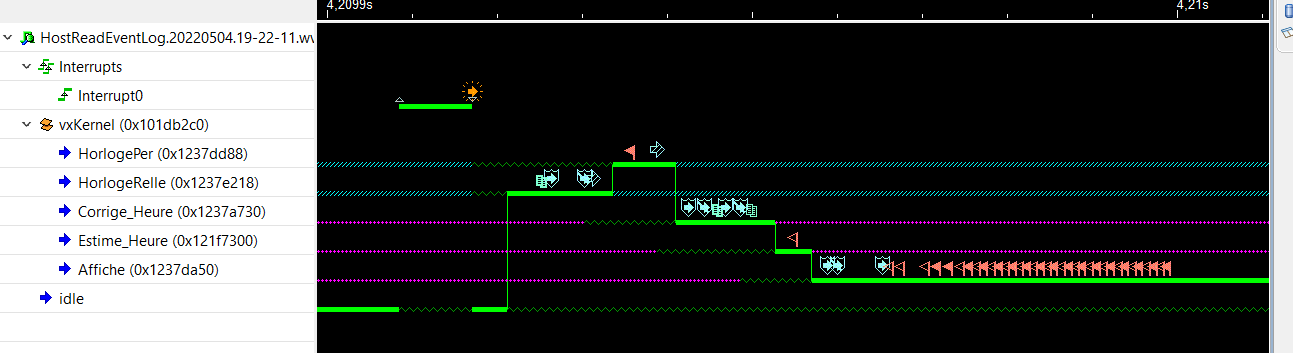 4,2099s 4,21s
HostReadEventLog.20220504.19-22-11.wv
Interrupts
Interrupt0
vxKernel (0x101db2c0)
HorlogePer (0x1237dd88)
HorlogeRelle (0x1237e218)
Corrige_Heure (0x1237a730)
Estime_Heure (0x121f7300)
Affiche (0x1237da50)
idle